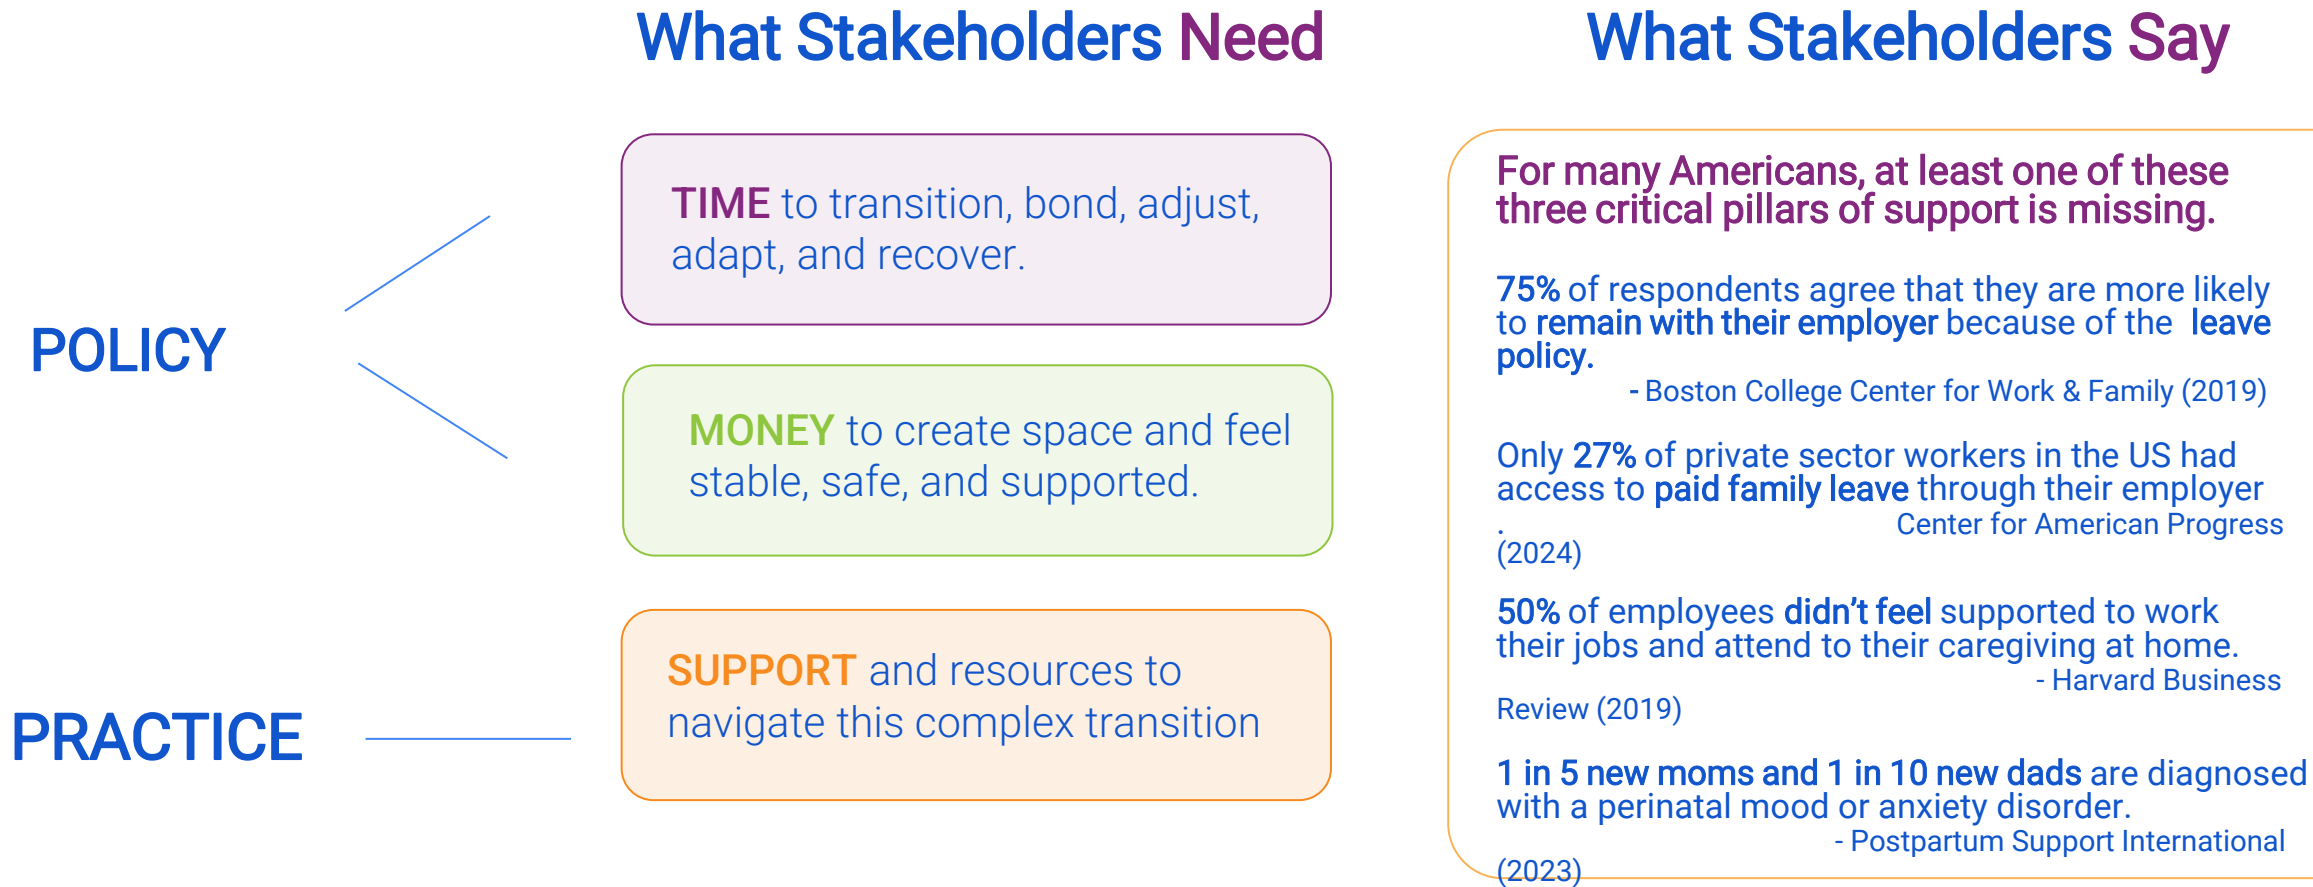 What Stakeholders Need
What Stakeholders Say
POLICY
PRACTICE
TIME to transition, bond, adjust,
adapt, and recover.
MONEY to create space and feel
stable, safe, and supported.
SUPPORT and resources to
navigate this complex transition
For many Americans, at least one of these
three critical pillars of support is missing.
75% of respondents agree that they are more likely
to remain with their employer because of the leave
policy.
- Boston College Center for Work & Family (2019)
Only 27% of private sector workers in the US had
access to paid family leave through their employer
. Center for American Progress
(2024)
50% of employees didn’t feel supported to work
their jobs and attend to their caregiving at home.
- Harvard Business
Review (2019)
1 in 5 new moms and 1 in 10 new dads are diagnosed
with a perinatal mood or anxiety disorder.
- Postpartum Support International
(2023)